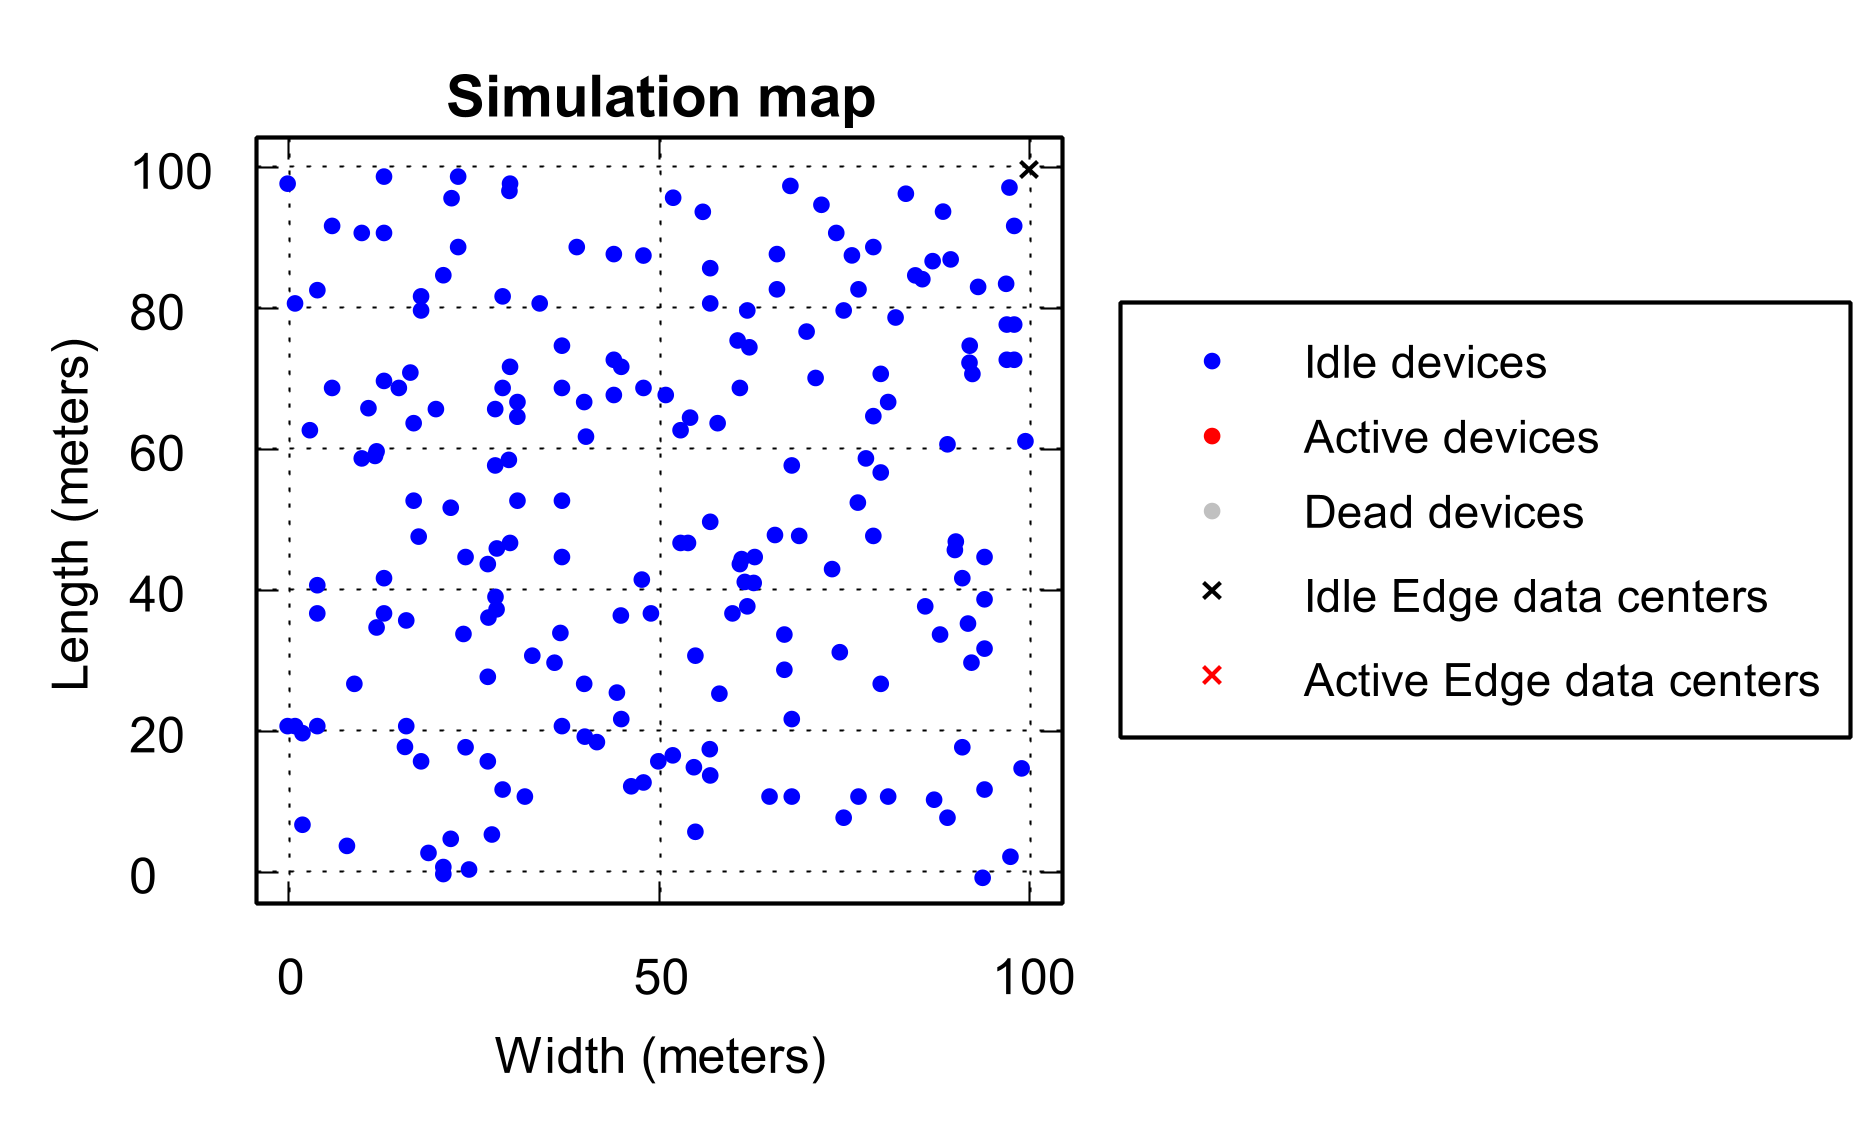 Simulation map
100
80
60
40
20
0
Length (meters)
0 50 100
Width (meters)
Idle devices
Active devices
Dead devices
Idle Edge data centers
Active Edge data centers